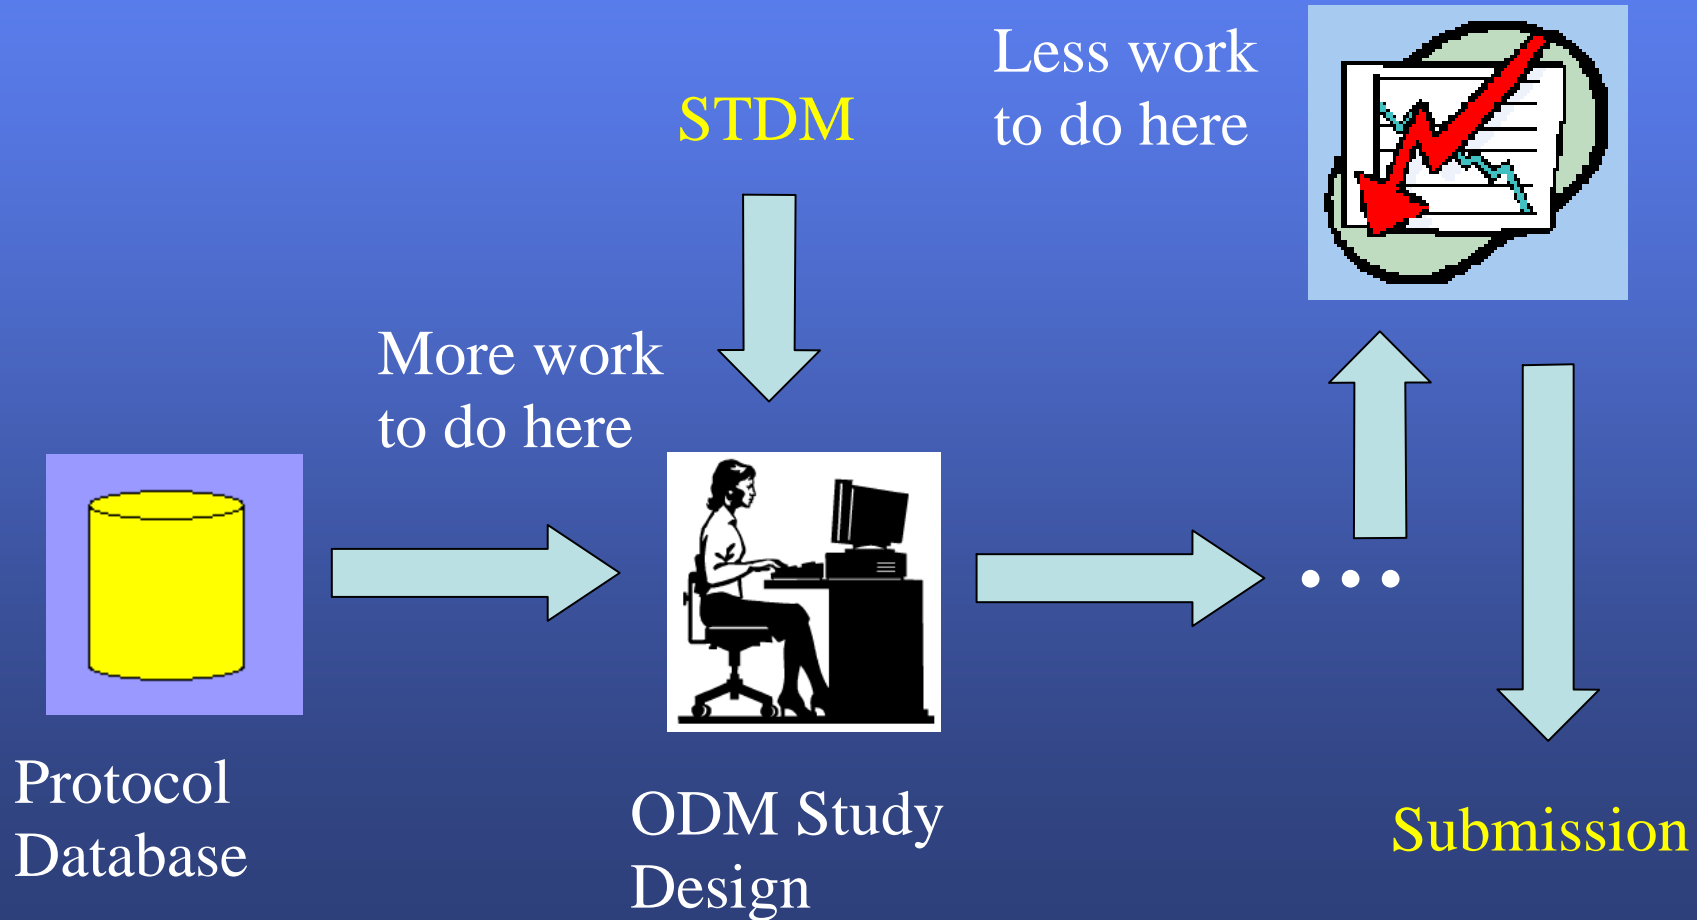 STDM
Less work
to do here
More work
to do here
• • •
Protocol
Database
ODM Study
Design
Submission